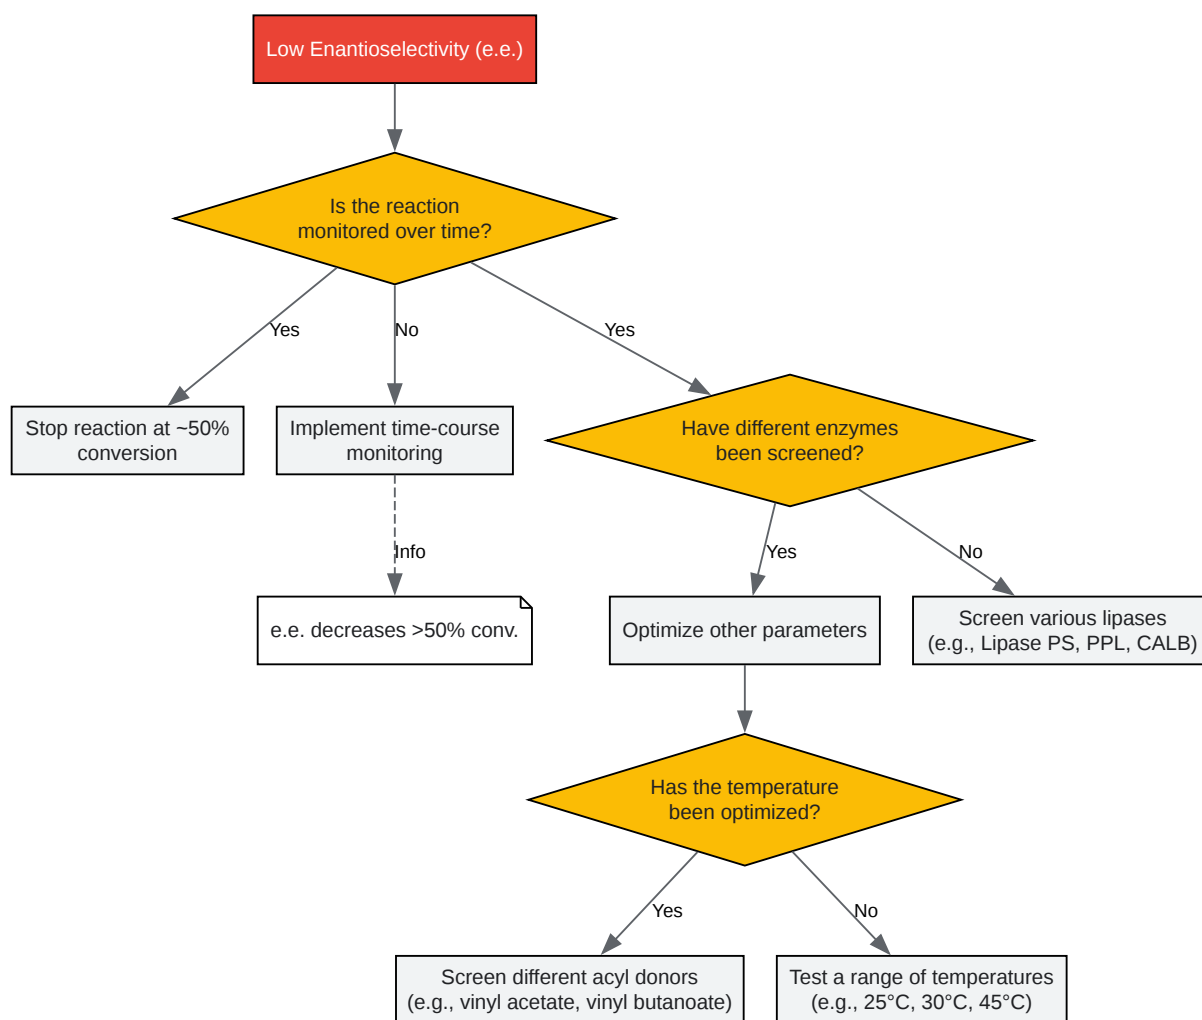 Low Enantioselectivity (e.e.)
Is the reaction
monitored over time?
Yes
No
Yes
Stop reaction at ~50%
conversion
Implement time-course
monitoring
Have different enzymes
been screened?
Info
Yes
No
e.e. decreases >50% conv.
Optimize other parameters
Screen various lipases
(e.g., Lipase PS, PPL, CALB)
Has the temperature
been optimized?
Yes
No
Screen different acyl donors
(e.g., vinyl acetate, vinyl butanoate)
Test a range of temperatures
(e.g., 25°C, 30°C, 45°C)